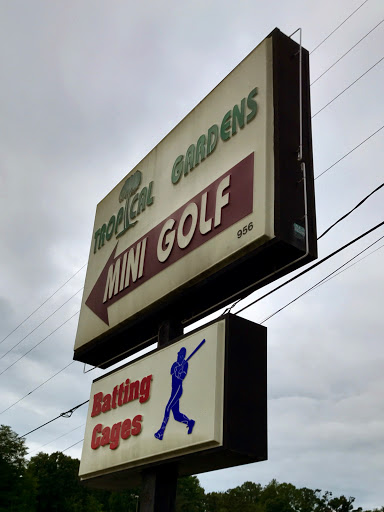 TROPICAL GARDENS
MINI GOLF
956
Batting
Cages